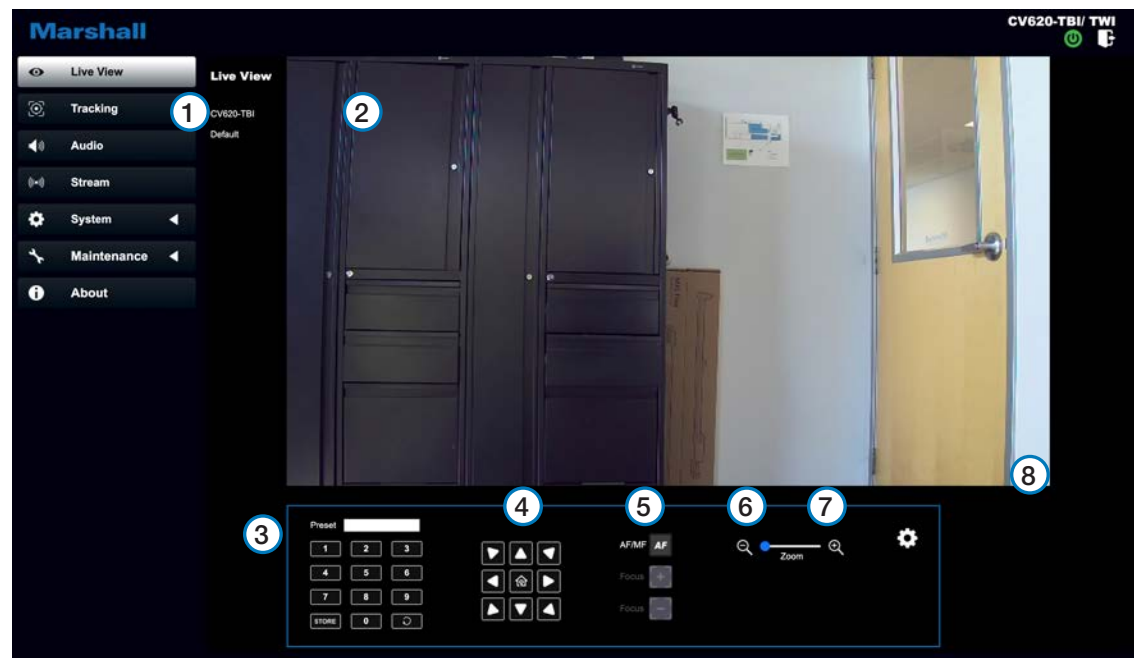 Marshall
CV620-TBI/ TWI
Live View
Tracking
Audio
Stream
System
Maintenance
About
Live View
CV620-TBI
Default
1
2
3
4
5
6
7
8
Preset
1 2 3
4 5 6
7 8 9
STORE 0
AF/MF AF
Focus +
Focus −
Zoom